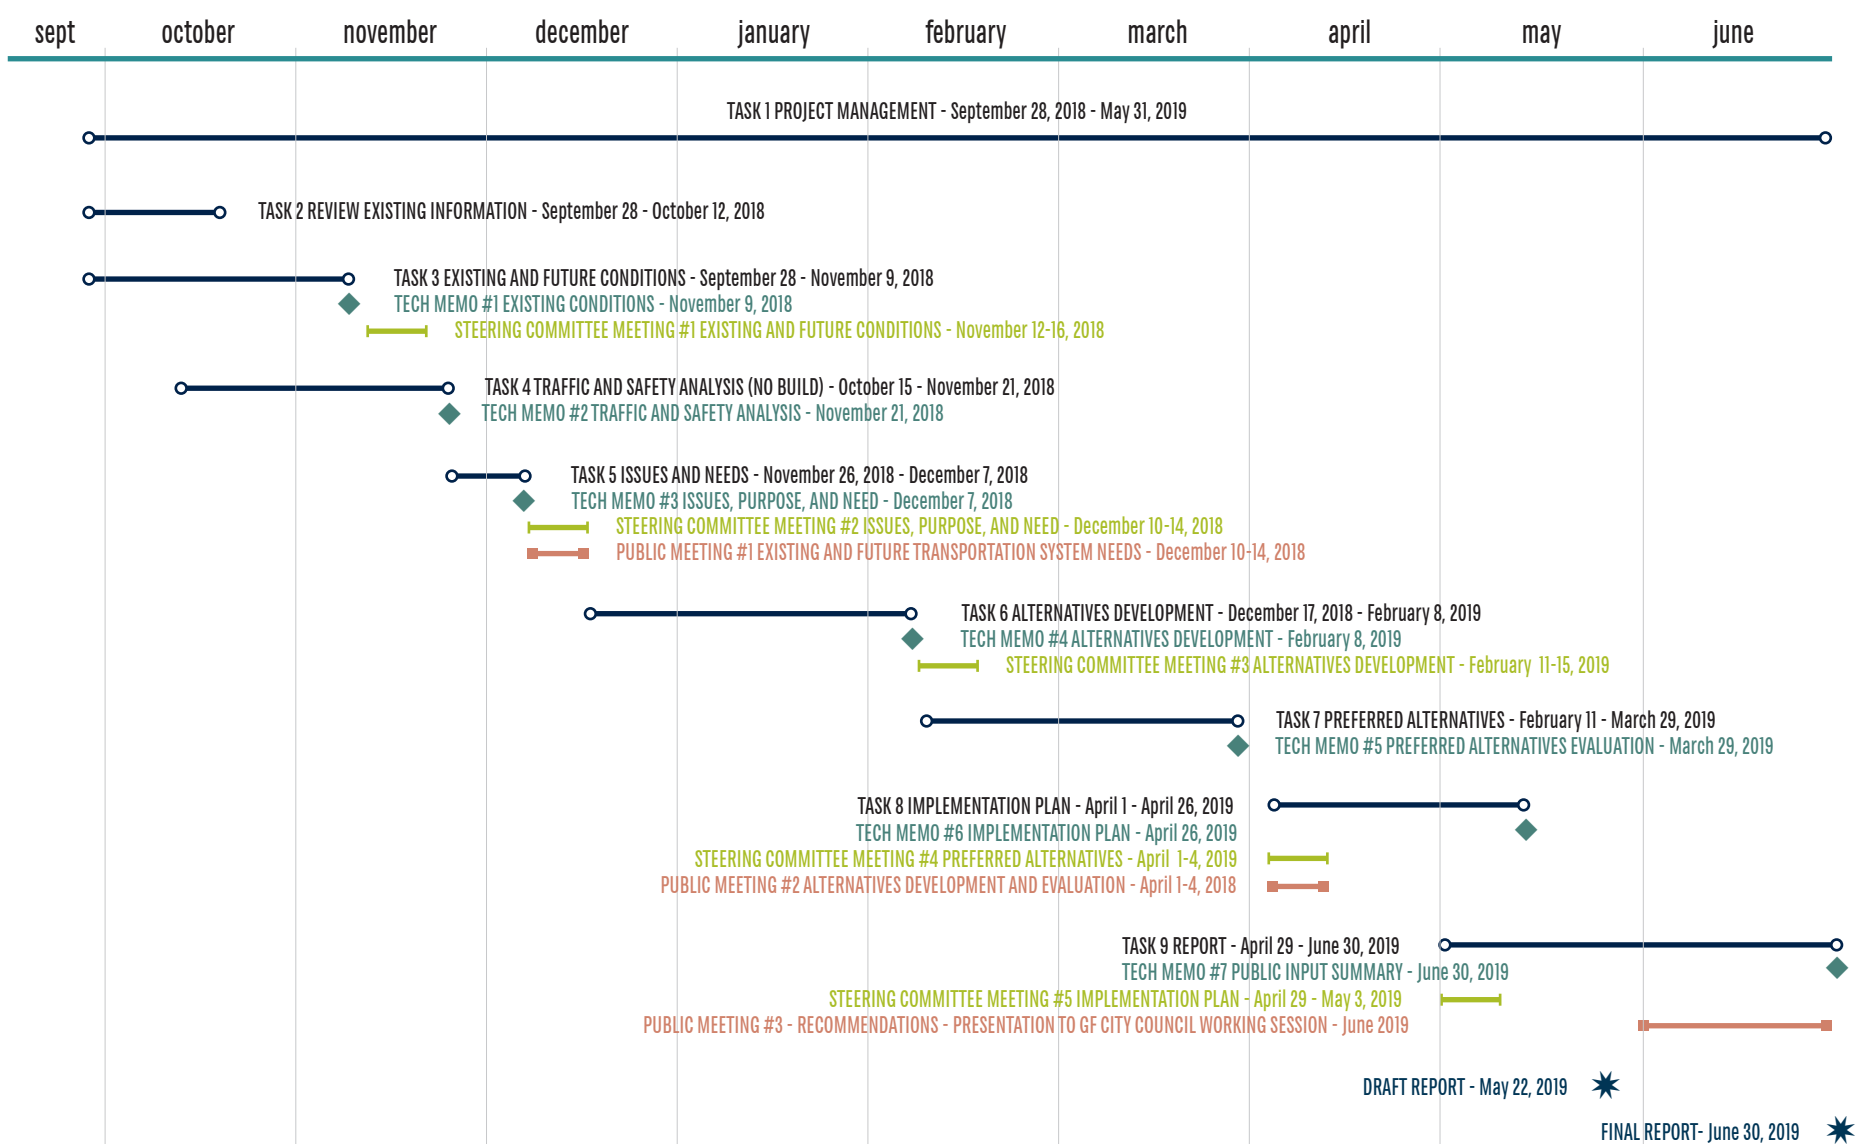 sept october november december january february march april may june
TASK 1 PROJECT MANAGEMENT - September 28, 2018 - May 31, 2019
TASK 2 REVIEW EXISTING INFORMATION - September 28 - October 12, 2018
TASK 3 EXISTING AND FUTURE CONDITIONS - September 28 - November 9, 2018
TECH MEMO #1 EXISTING CONDITIONS - November 9, 2018
STEERING COMMITTEE MEETING #1 EXISTING AND FUTURE CONDITIONS - November 12-16, 2018
TASK 4 TRAFFIC AND SAFETY ANALYSIS (NO BUILD) - October 15 - November 21, 2018
TECH MEMO #2 TRAFFIC AND SAFETY ANALYSIS - November 21, 2018
TASK 5 ISSUES AND NEEDS - November 26, 2018 - December 7, 2018
TECH MEMO #3 ISSUES, PURPOSE, AND NEED - December 7, 2018
STEERING COMMITTEE MEETING #2 ISSUES, PURPOSE, AND NEED - December 10-14, 2018
PUBLIC MEETING #1 EXISTING AND FUTURE TRANSPORTATION SYSTEM NEEDS - December 10-14, 2018
TASK 6 ALTERNATIVES DEVELOPMENT - December 17, 2018 - February 8, 2019
TECH MEMO #4 ALTERNATIVES DEVELOPMENT - February 8, 2019
STEERING COMMITTEE MEETING #3 ALTERNATIVES DEVELOPMENT - February 11-15, 2019
TASK 7 PREFERRED ALTERNATIVES - February 11 - March 29, 2019
TECH MEMO #5 PREFERRED ALTERNATIVES EVALUATION - March 29, 2019
TASK 8 IMPLEMENTATION PLAN - April 1 - April 26, 2019
TECH MEMO #6 IMPLEMENTATION PLAN - April 26, 2019
STEERING COMMITTEE MEETING #4 PREFERRED ALTERNATIVES - April 1-4, 2019
PUBLIC MEETING #2 ALTERNATIVES DEVELOPMENT AND EVALUATION - April 1-4, 2018
TASK 9 REPORT - April 29 - June 30, 2019
TECH MEMO #7 PUBLIC INPUT SUMMARY - June 30, 2019
STEERING COMMITTEE MEETING #5 IMPLEMENTATION PLAN - April 29 - May 3, 2019
PUBLIC MEETING #3 - RECOMMENDATIONS - PRESENTATION TO GF CITY COUNCIL WORKING SESSION - June 2019
DRAFT REPORT - May 22, 2019
FINAL REPORT- June 30, 2019